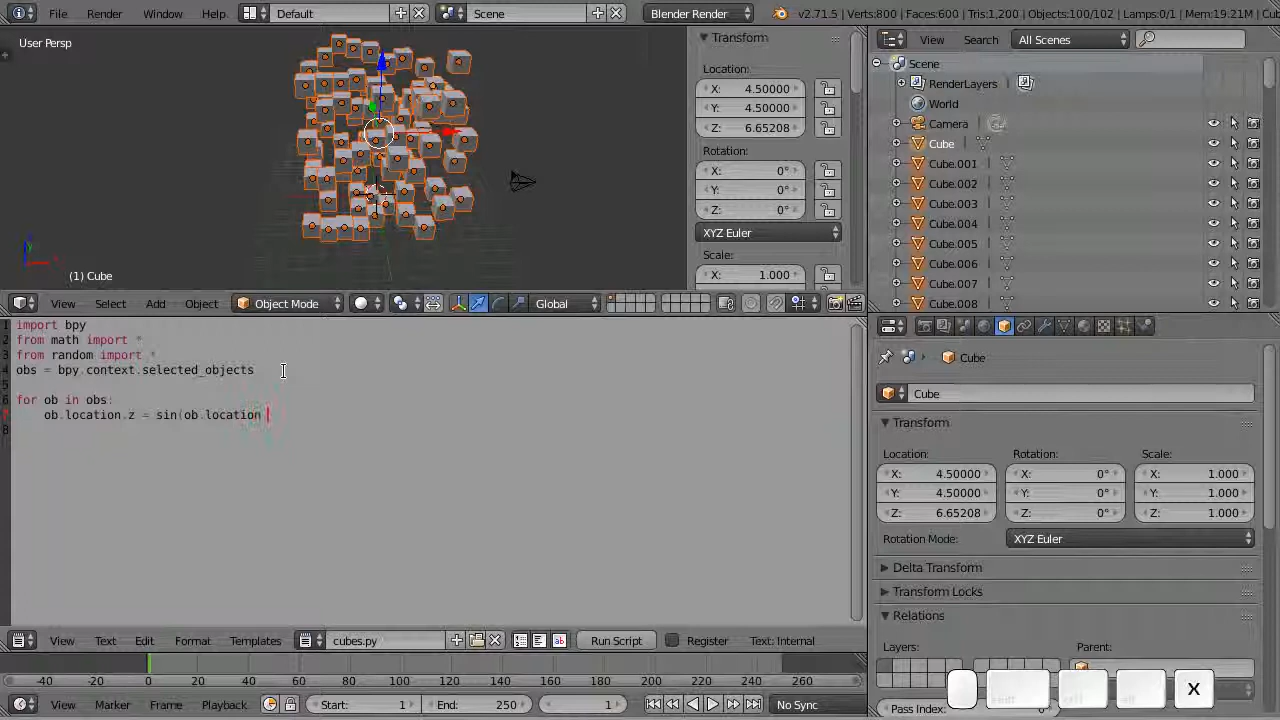 File Render Window Help Default Scene Blender Render v2.71.5 | Verts:800 | Faces:600 | Tris:1,200 | Objects:100/102 | Lamps:0/1 | Mem:19.21M | Cub
User Persp
(1) Cube
View Select Add Object Object Mode Global
Transform
Location:
X: 4.50000
Y: 4.50000
Z: 6.65208
Rotation:
X: 0°
Y: 0°
Z: 0°
XYZ Euler
Scale:
X: 1.000
View Search All Scenes
Scene
RenderLayers
World
Camera
Cube
Cube.001
Cube.002
Cube.003
Cube.004
Cube.005
Cube.006
Cube.007
Cube.008
1 import bpy
2 from math import *
3 from random import *
4 obs = bpy.context.selected_objects
5
6 for ob in obs:
7 ob.location.z = sin(ob.location
8
View Text Edit Format Templates cubes.py Run Script Register Text: Internal
-40 -20 0 20 40 60 80 100 120 140 160 180 200 220 240 260
View Marker Frame Playback Start: 1 End: 250 1 No Sync
Cube
Cube
Transform
Location: Rotation: Scale:
X: 4.50000 X: 0° X: 1.000
Y: 4.50000 Y: 0° Y: 1.000
Z: 6.65208 Z: 0° Z: 1.000
Rotation Mode: XYZ Euler
Delta Transform
Transform Locks
Relations
Layers: Parent:
Pass Index:
X